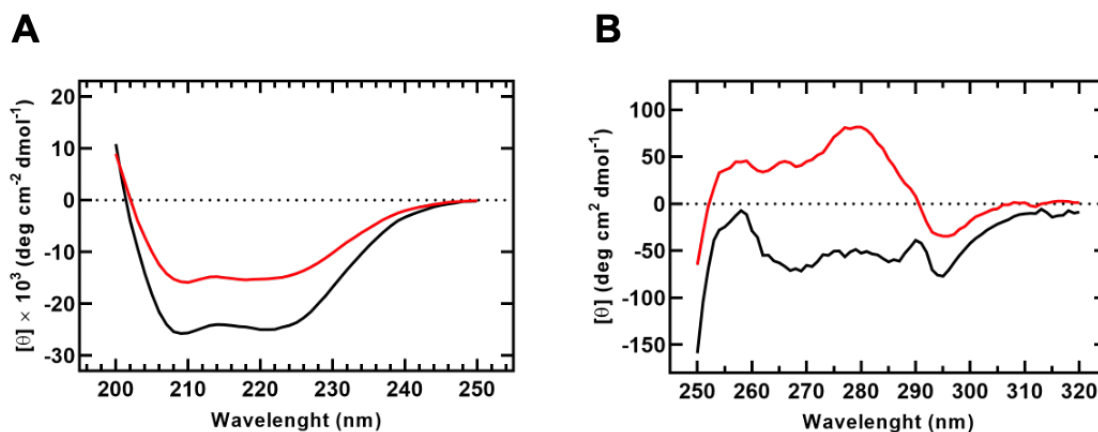 A
B
20
10
0
-10
-20
-30
[θ] × 10³ (deg cm⁻² dmol⁻¹)
200 210 220 230 240 250
Wavelenght (nm)
100
50
0
-50
-100
-150
[θ] (deg cm² dmol⁻¹)
250 260 270 280 290 300 310 320
Wavelenght (nm)